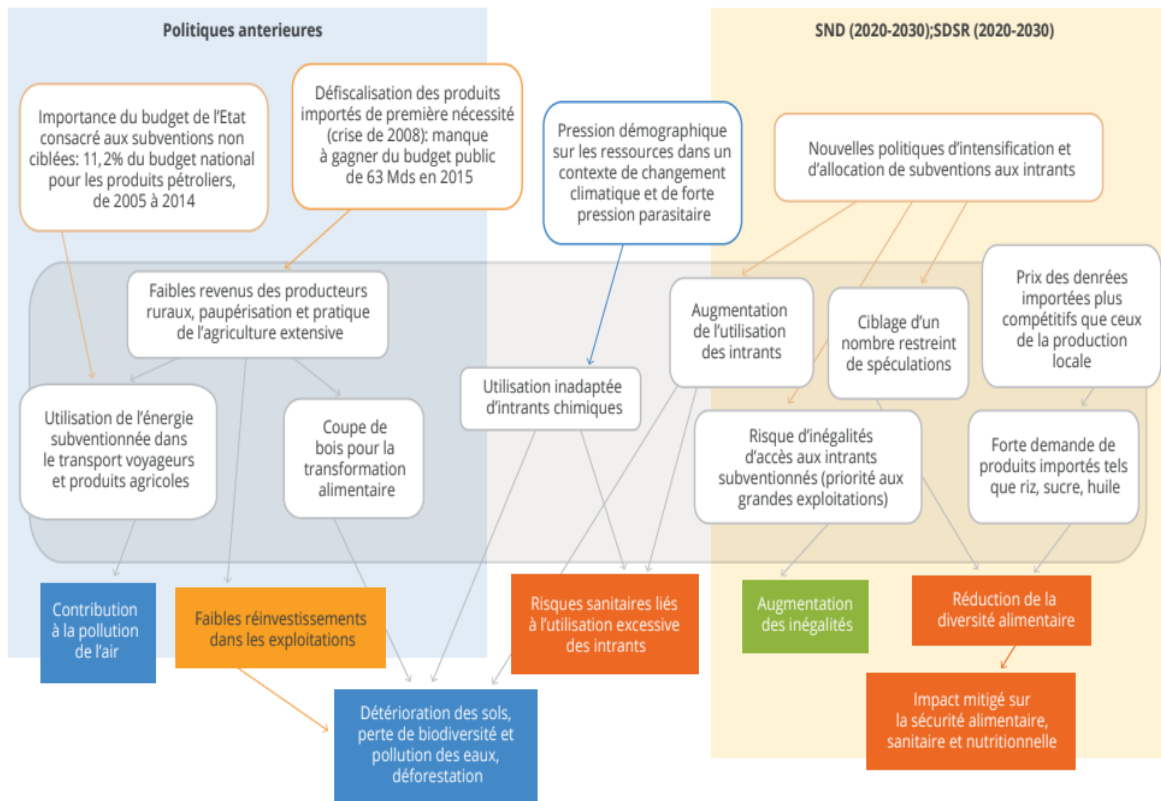 Politiques anterieures
SND (2020-2030);SDSR (2020-2030)
Importance du budget de l'Etat
consacré aux subventions non
ciblées: 11,2% du budget national
pour les produits pétroliers,
de 2005 à 2014
Défiscalisation des produits
importés de première nécessité
(crise de 2008): manque
à gagner du budget public
de 63 Mds en 2015
Pression démographique
sur les ressources dans un
contexte de changement
climatique et de forte
pression parasitaire
Nouvelles politiques d'intensification et
d'allocation de subventions aux intrants
Faibles revenus des producteurs
ruraux, paupérisation et pratique
de l'agriculture extensive
Augmentation
de l'utilisation
des intrants
Ciblage d'un
nombre restreint
de spéculations
Prix des denrées
importées plus
compétitifs que ceux
de la production
locale
Utilisation de l'énergie
subventionnée dans
le transport voyageurs
et produits agricoles
Coupe de
bois pour la
transformation
alimentaire
Utilisation inadaptée
d'intrants chimiques
Risque d'inégalités
d'accès aux intrants
subventionnés (priorité aux
grandes exploitations)
Forte demande de
produits importés tels
que riz, sucre, huile
Contribution
à la pollution
de l'air
Faibles réinvestissements
dans les exploitations
Risques sanitaires liés
à l'utilisation excessive
des intrants
Augmentation
des inégalités
Réduction de la
diversité alimentaire
Détérioration des sols,
perte de biodiversité et
pollution des eaux,
déforestation
Impact mitigé sur
la sécurité alimentaire,
sanitaire et nutritionnelle